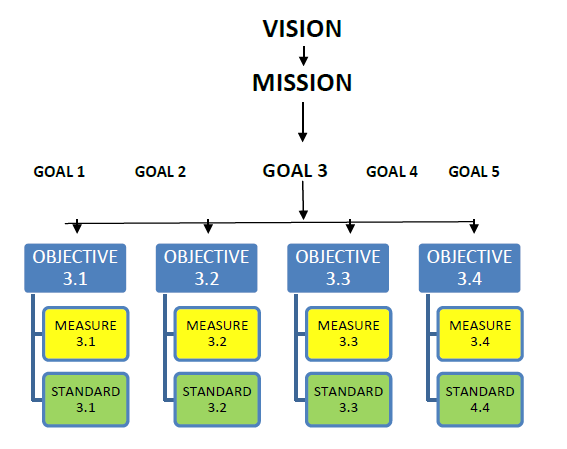 VISION
MISSION
GOAL 1 GOAL 2 GOAL 3 GOAL 4 GOAL 5
OBJECTIVE OBJECTIVE OBJECTIVE OBJECTIVE
3.1 3.2 3.3 3.4
MEASURE MEASURE MEASURE MEASURE
3.1 3.2 3.3 3.4
STANDARD STANDARD STANDARD STANDARD
3.1 3.2 3.3 4.4